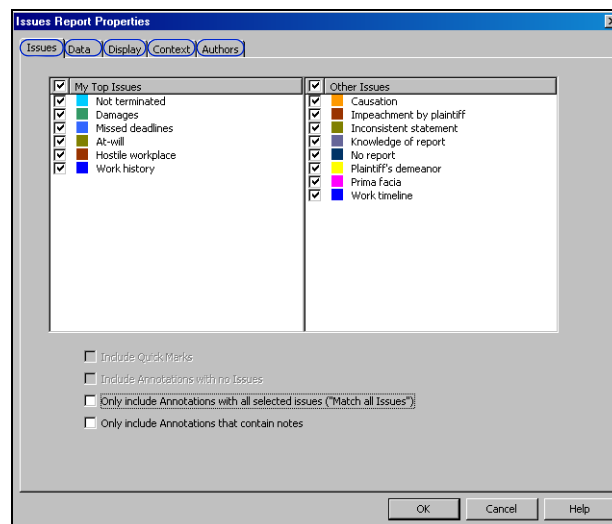 Issues Report Properties
Issues Data Display Context Authors
My Top Issues
Not terminated
Damages
Missed deadlines
At-will
Hostile workplace
Work history
Other Issues
Causation
Impeachment by plaintiff
Inconsistent statement
Knowledge of report
No report
Plaintiff's demeanor
Prima facia
Work timeline
Include Quick Marks
Include Annotations with no Issues
Only include Annotations with all selected issues ("Match all Issues")
Only include Annotations that contain notes
OK Cancel Help